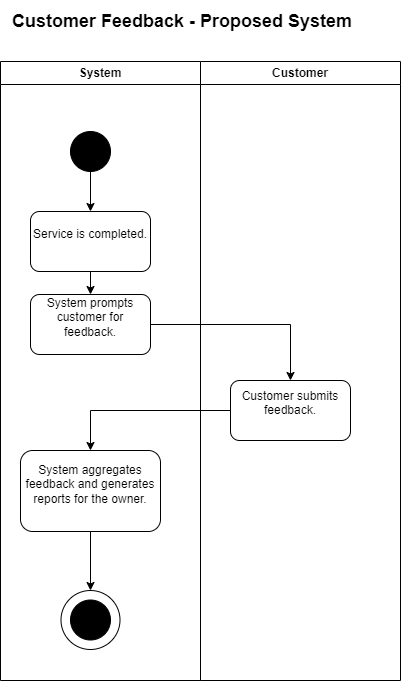 Customer Feedback - Proposed System
System
Customer
Service is completed.
System prompts
customer for
feedback.
Customer submits
feedback.
System aggregates
feedback and generates
reports for the owner.